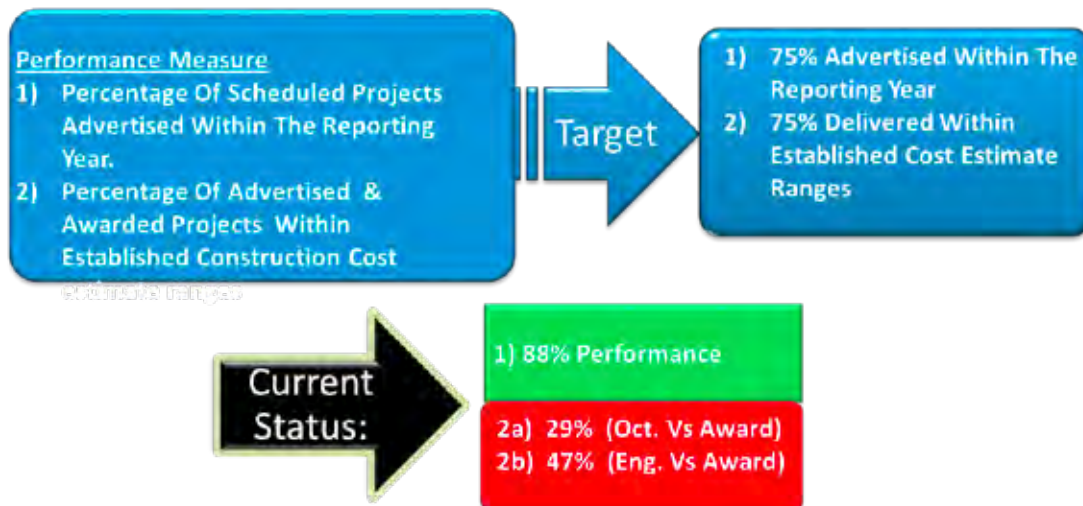 Performance Measure
1) Percentage Of Scheduled Projects
Advertised Within The Reporting
Year.
2) Percentage Of Advertised &
Awarded Projects Within
Established Construction Cost
estimate ranges
Target
1) 75% Advertised Within The
Reporting Year
2) 75% Delivered Within
Established Cost Estimate
Ranges
Current
Status:
1) 88% Performance
2a) 29% (Oct. Vs Award)
2b) 47% (Eng. Vs Award)